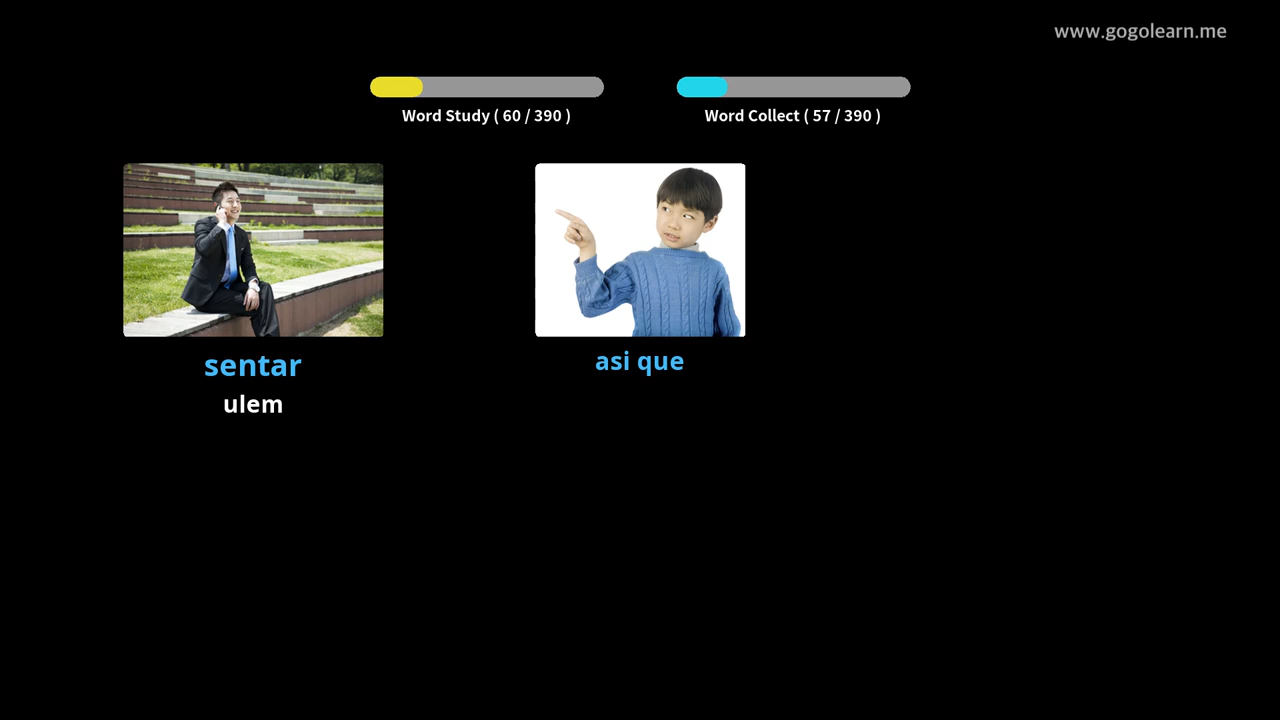 www.gogolearn.me
Word Study ( 60 / 390 )
Word Collect ( 57 / 390 )
sentar
ulem
asi que